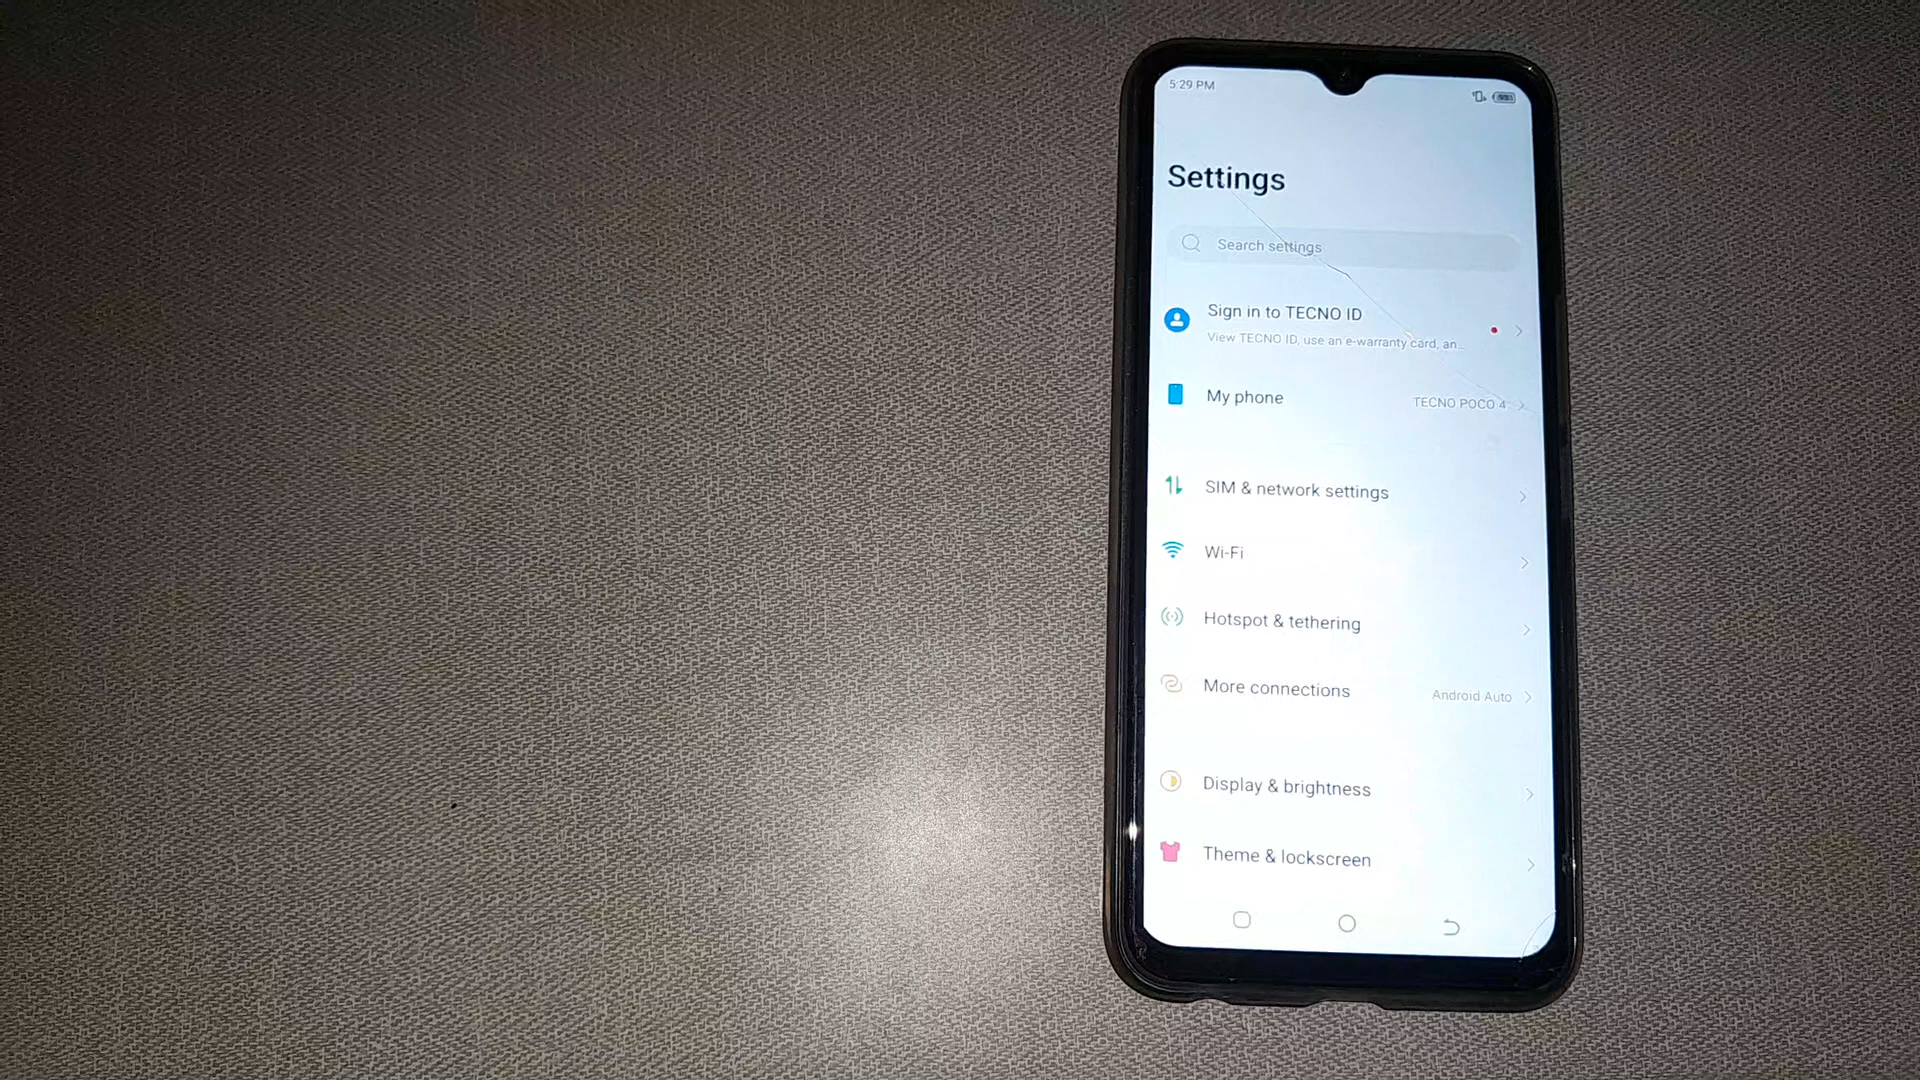 5:29 PM
Settings
Search settings
Sign in to TECNO ID
View TECNO ID, use an e-warranty card, an...
My phone
TECNO POCO 4
SIM & network settings
Wi-Fi
Hotspot & tethering
More connections
Android Auto
Display & brightness
Theme & lockscreen